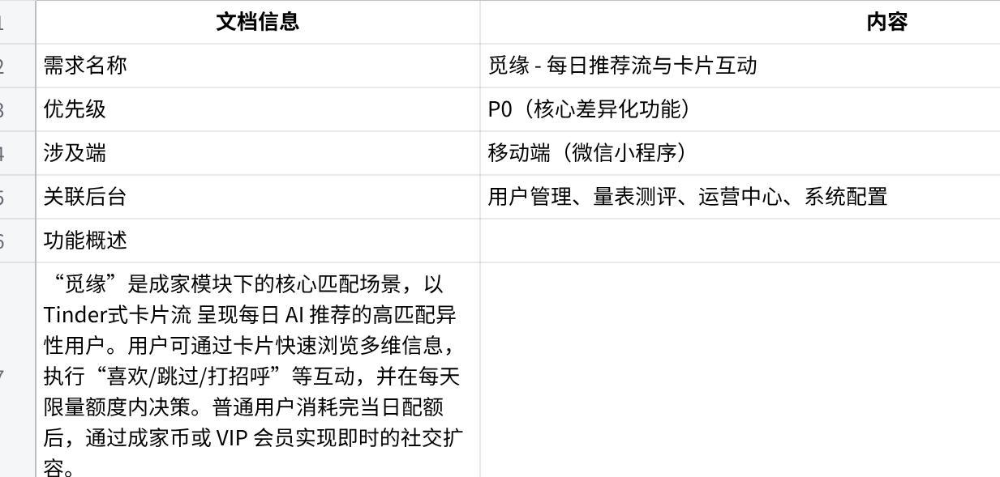 1 文档信息 内容
2 需求名称 觅缘 - 每日推荐流与卡片互动
3 优先级 P0（核心差异化功能）
4 涉及端 移动端（微信小程序）
5 关联后台 用户管理、量表测评、运营中心、系统配置
6 功能概述
“觅缘”是成家模块下的核心匹配场景，以
Tinder式卡片流 呈现每日 AI 推荐的高匹配异
性用户。用户可通过卡片快速浏览多维信息，
7 执行“喜欢/跳过/打招呼”等互动，并在每天
限量额度内决策。普通用户消耗完当日配额
后，通过成家币或 VIP 会员实现即时的社交扩
容。